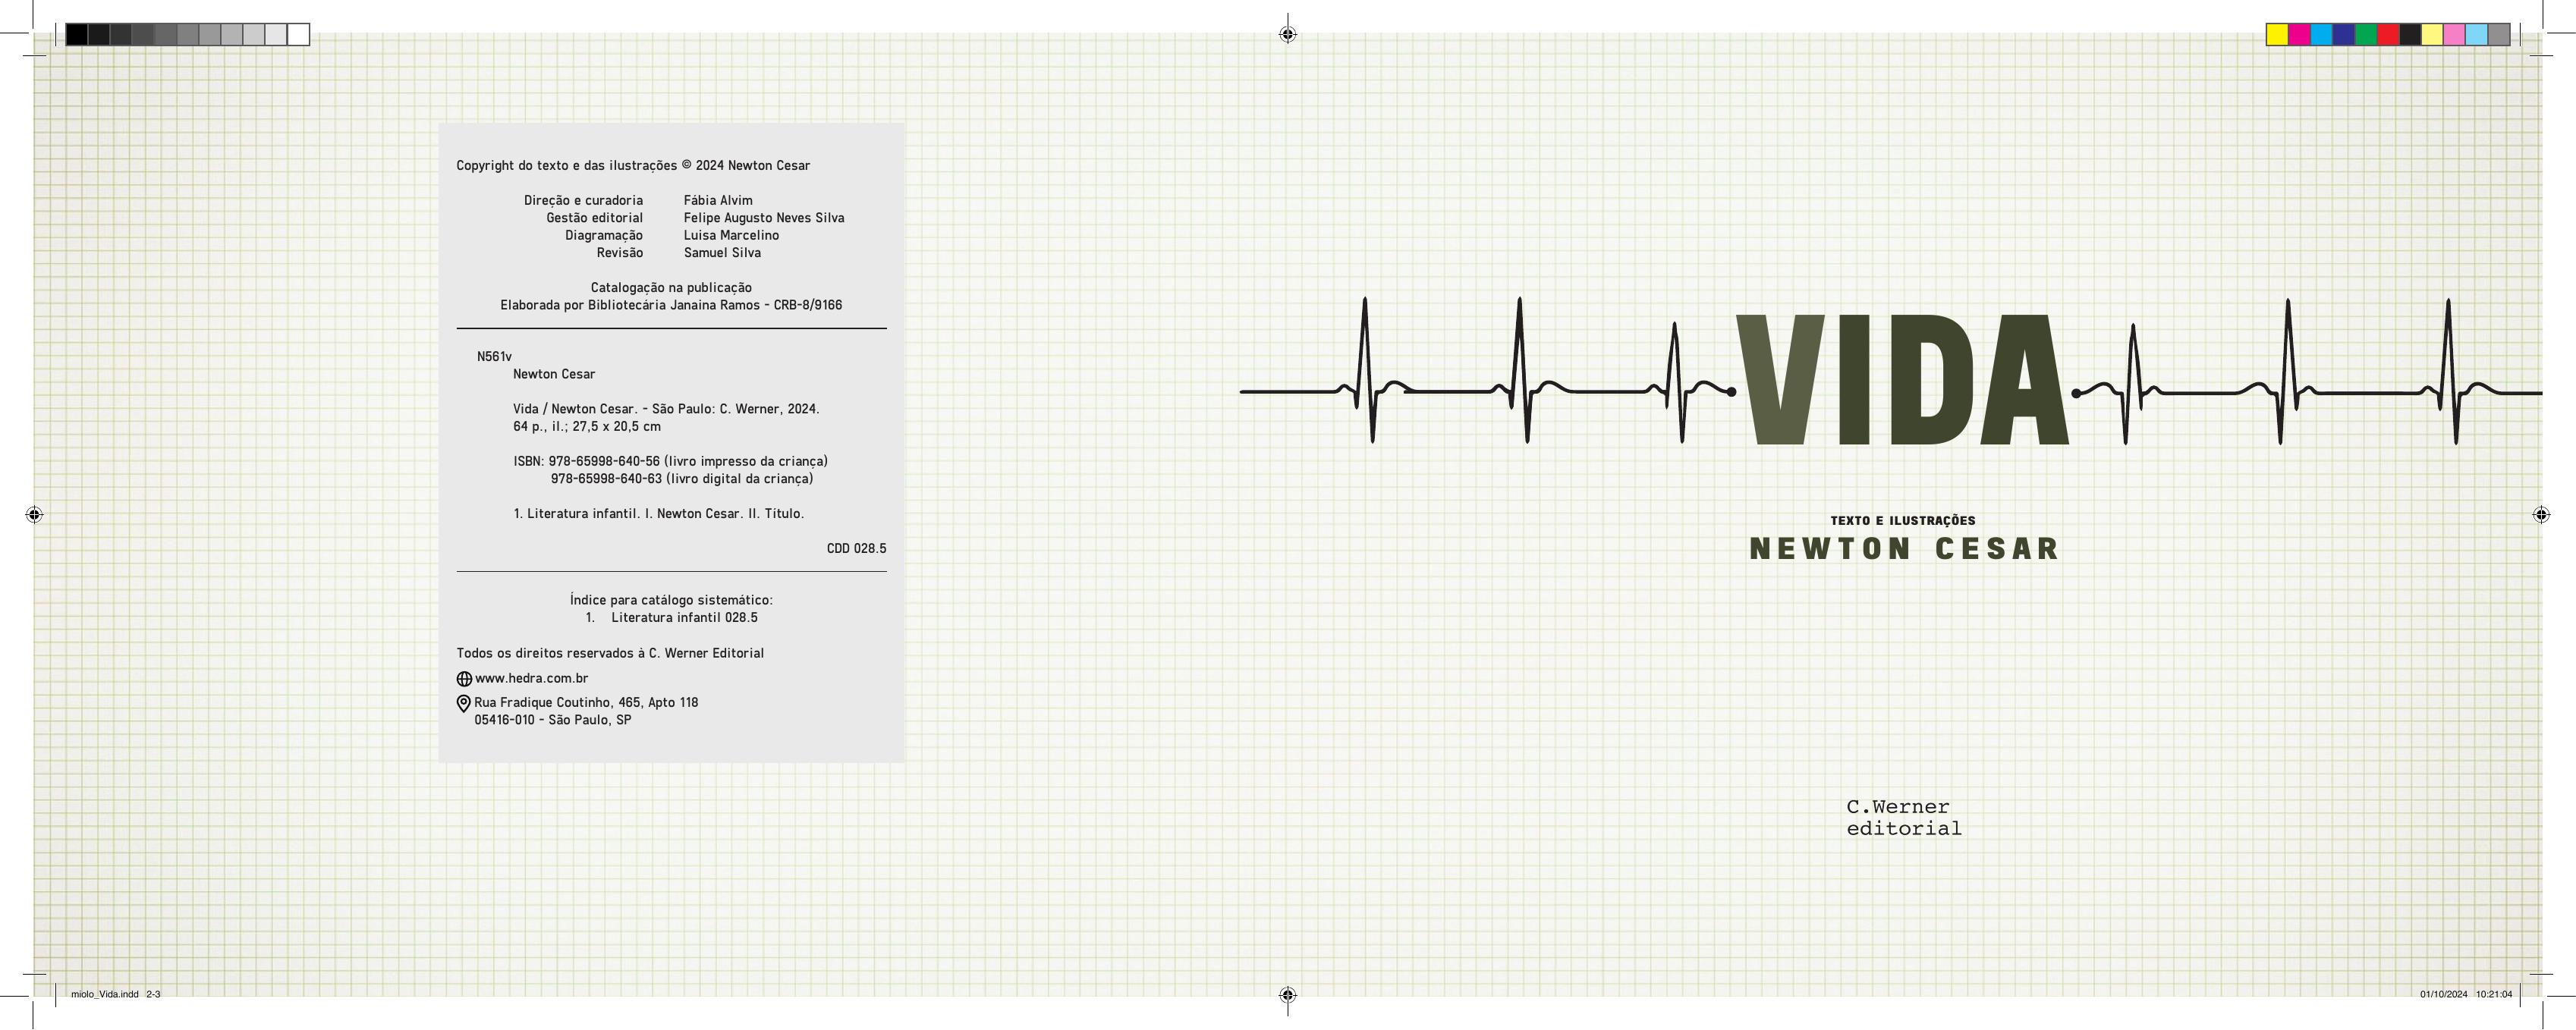 Copyright do texto e das ilustrações © 2024 Newton Cesar
Direção e curadoria Fábia Alvim
Gestão editorial Felipe Augusto Neves Silva
Diagramação Luisa Marcelino
Revisão Samuel Silva
Catalogação na publicação
Elaborada por Bibliotecária Janaina Ramos - CRB-8/9166
N561v
Newton Cesar
Vida / Newton Cesar. - São Paulo: C. Werner, 2024.
64 p., il.; 27,5 x 20,5 cm
ISBN: 978-65998-640-56 (livro impresso da criança)
978-65998-640-63 (livro digital da criança)
1. Literatura infantil. I. Newton Cesar. II. Título.
CDD 028.5
Índice para catálogo sistemático:
1. Literatura infantil 028.5
Todos os direitos reservados à C. Werner Editorial
www.hedra.com.br
Rua Fradique Coutinho, 465, Apto 118
05416-010 - São Paulo, SP
VIDA
TEXTO E ILUSTRAÇÕES
NEWTON CESAR
C.Werner
editorial
miolo_Vida.indd 2-3
01/10/2024 10:21:04